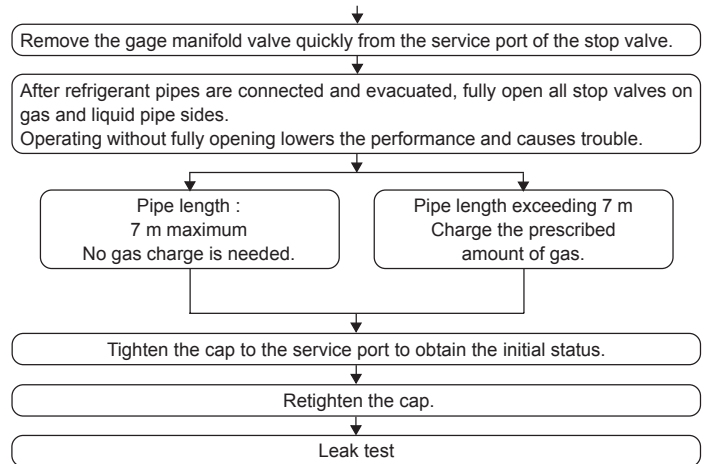 Remove the gage manifold valve quickly from the service port of the stop valve.
After refrigerant pipes are connected and evacuated, fully open all stop valves on
gas and liquid pipe sides.
Operating without fully opening lowers the performance and causes trouble.
Pipe length :
7 m maximum
No gas charge is needed.
Pipe length exceeding 7 m
Charge the prescribed
amount of gas.
Tighten the cap to the service port to obtain the initial status.
Retighten the cap.
Leak test